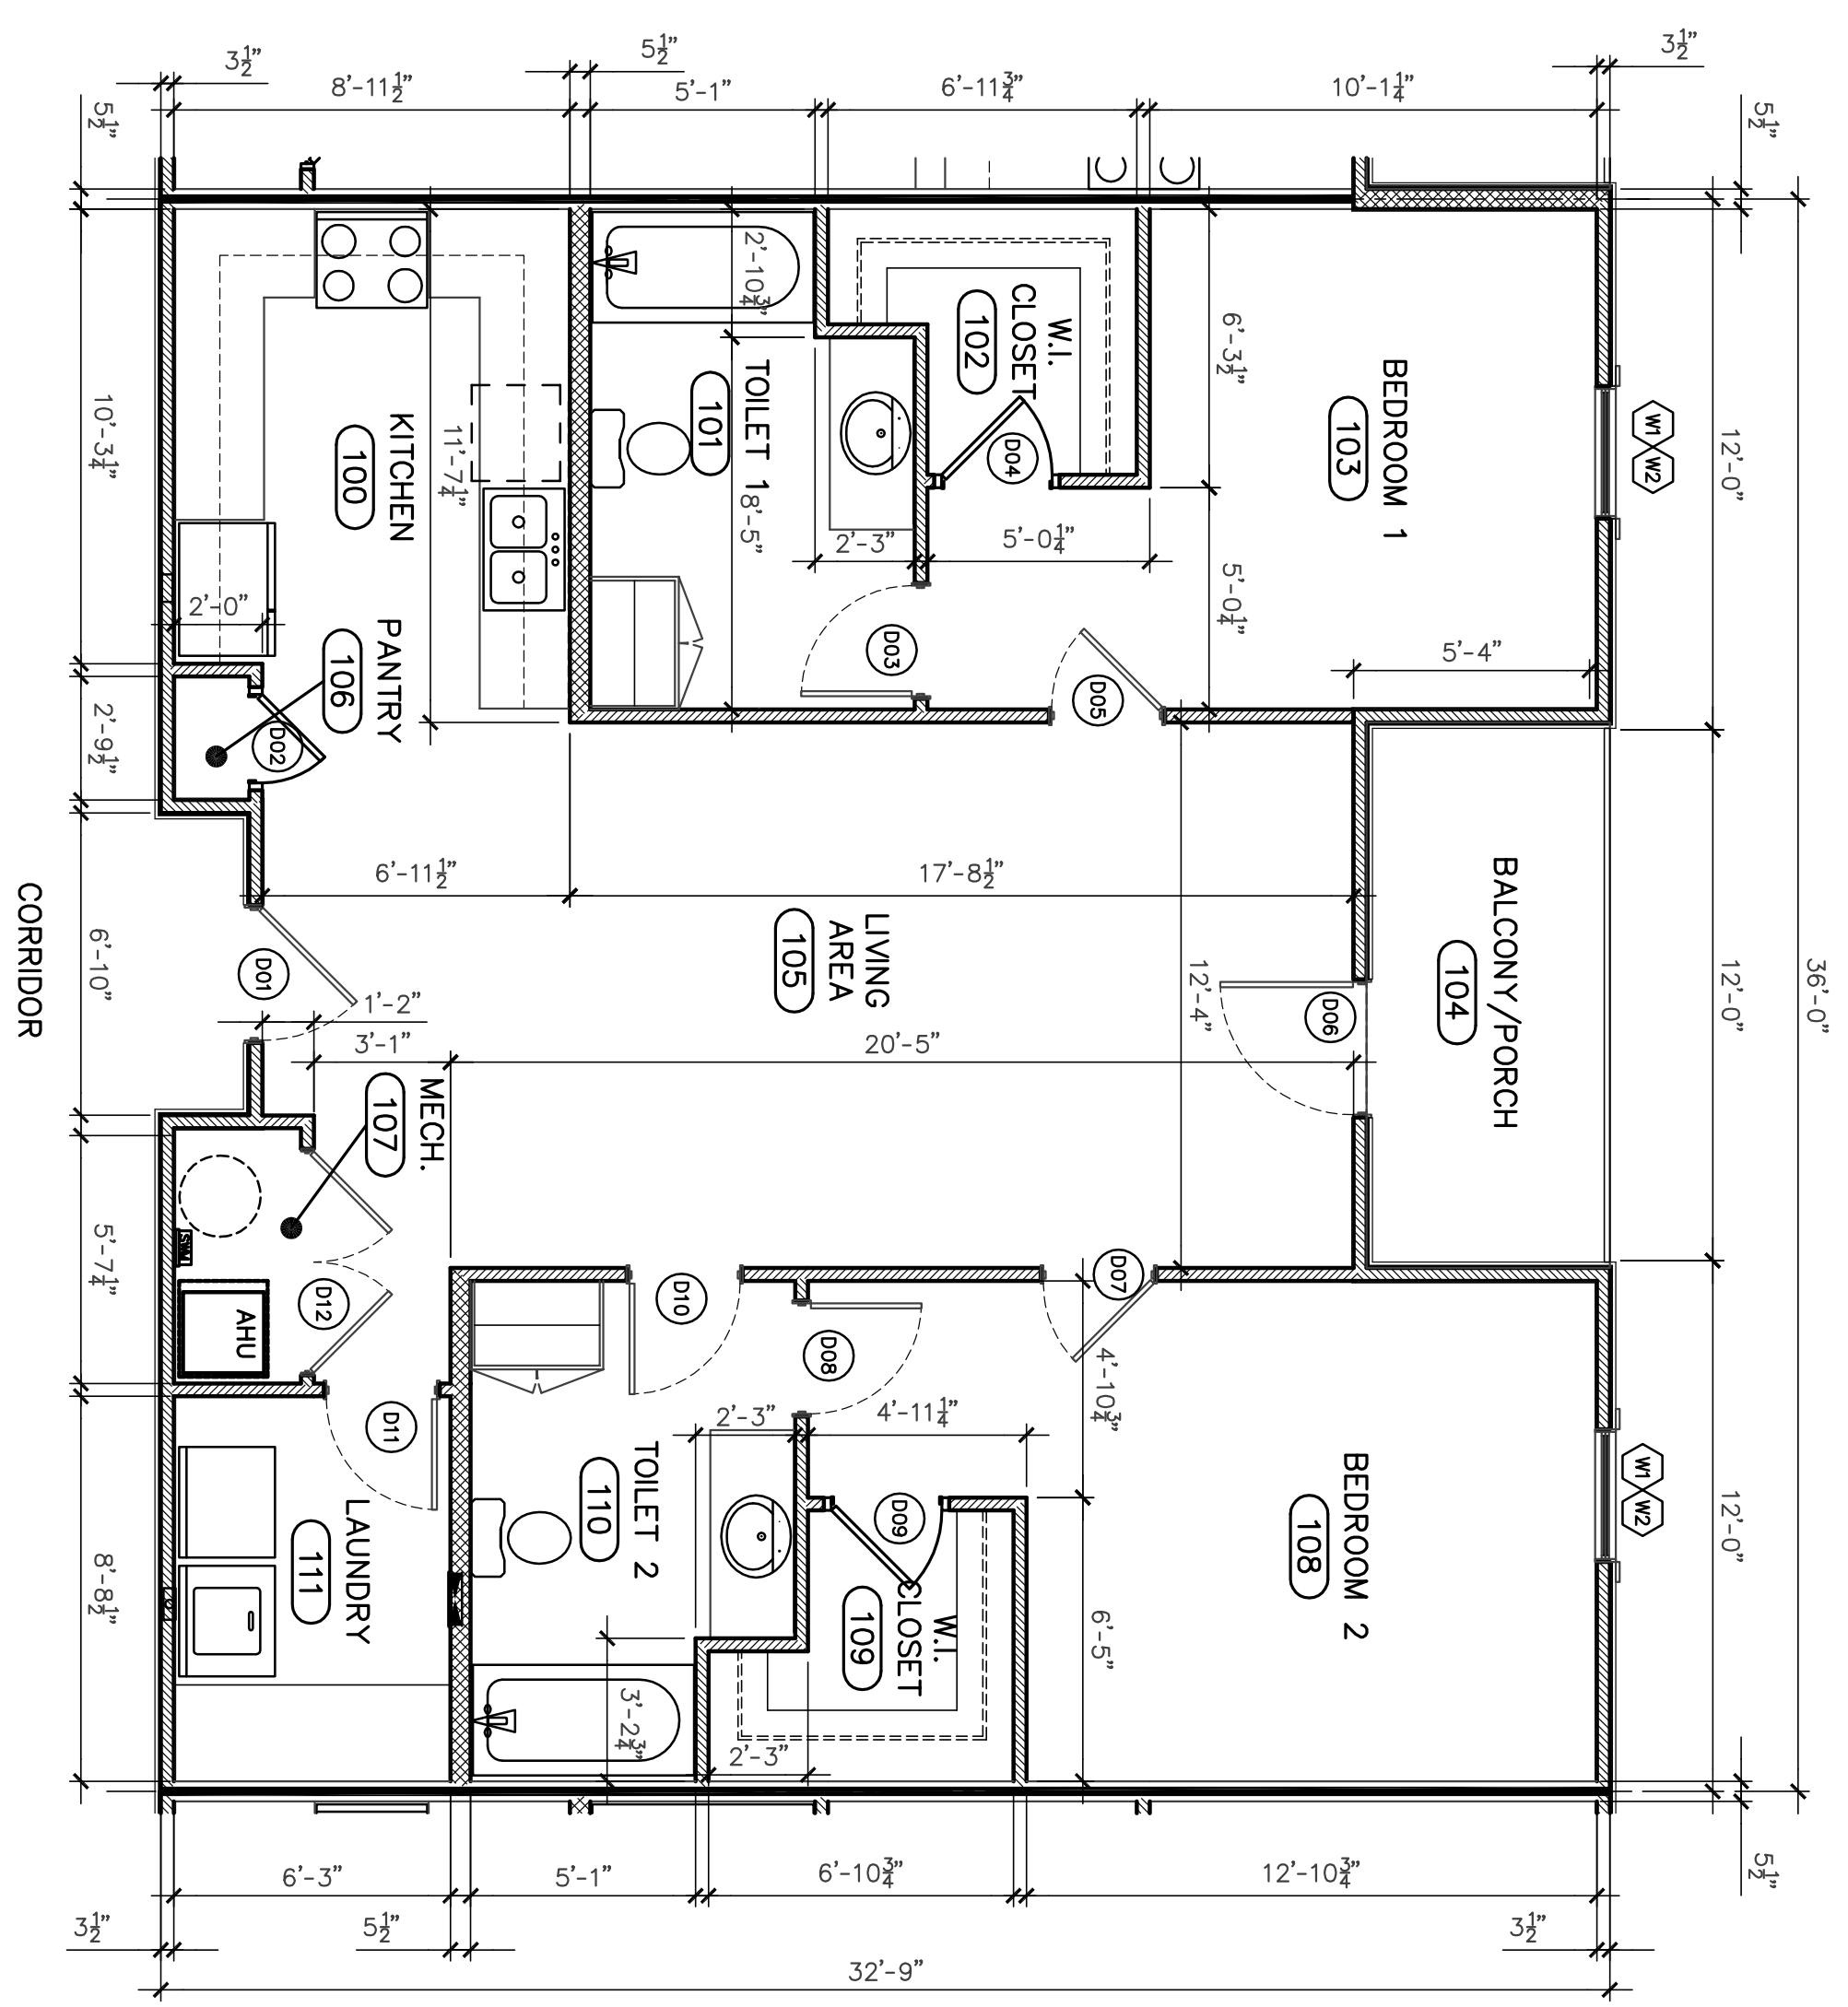 3½"
5½"
3½"
8'-11½"
5'-1"
6'-11¾"
10'-1¼"
5½"
5½"
2'-10¾"
W.I.
CLOSET
102
6'-3½"
BEDROOM 1
103
W1
W2
12'-0"
10'-3¼"
KITCHEN
100
11'-7¼"
TOILET 1
101
8'-5"
D04
2'-3"
5'-0¼"
5'-0¼"
2'-0"
PANTRY
106
D03
D05
5'-4"
2'-9½"
D02
6'-11½"
17'-8½"
CORRIDOR
6'-10"
D01
LIVING
AREA
105
12'-4"
D06
BALCONY/PORCH
104
12'-0"
36'-0"
1'-2"
3'-1"
20'-5"
MECH.
107
5'-7¼"
SWM
AHU
D12
D10
D07
D08
4'-10¾"
D11
2'-3"
4'-11¼"
TOILET 2
110
D09
BEDROOM 2
108
W1
W2
12'-0"
8'-8½"
LAUNDRY
111
W.I.
CLOSET
109
6'-5"
3'-2¾"
2'-3"
6'-3"
5'-1"
6'-10¾"
12'-10¾"
5½"
3½"
5½"
3½"
32'-9"